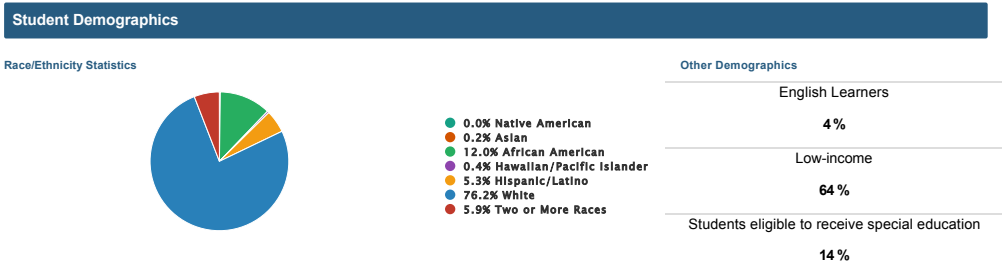 Student Demographics
Race/Ethnicity Statistics
0.0% Native American
0.2% Asian
12.0% African American
0.4% Hawaiian/Pacific Islander
5.3% Hispanic/Latino
76.2% White
5.9% Two or More Races
Other Demographics
English Learners
4 %
Low-income
64 %
Students eligible to receive special education
14 %